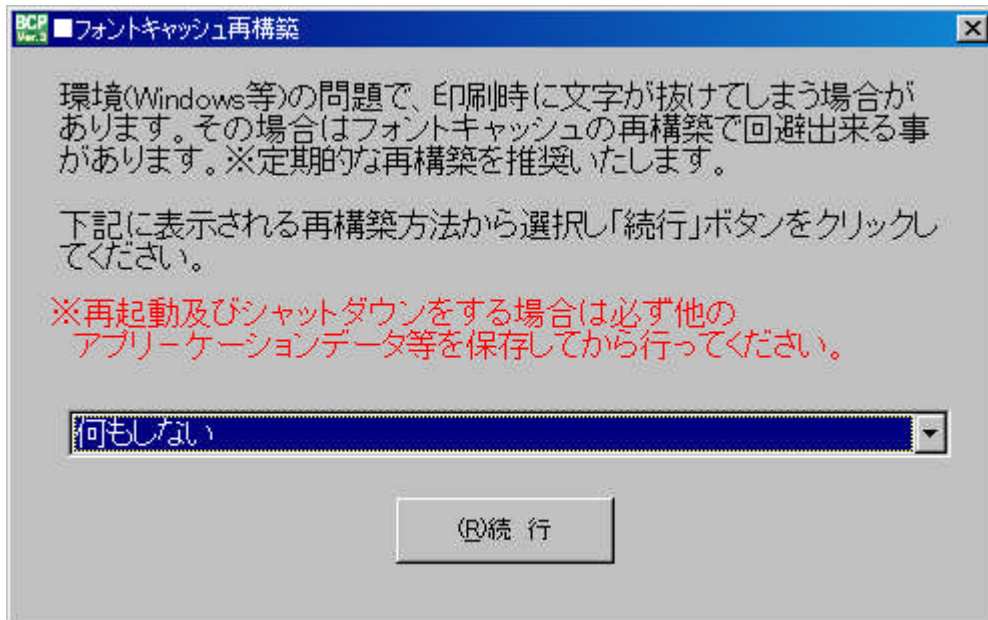 BCP Ver.3 ■フォントキャッシュ再構築
環境(Windows等)の問題で、印刷時に文字が抜けてしまう場合が
あります。その場合はフォントキャッシュの再構築で回避出来る事
があります。※定期的な再構築を推奨いたします。
下記に表示される再構築方法から選択し「続行」ボタンをクリックし
てください。
※再起動及びシャットダウンをする場合は必ず他の
アプリーケーションデータ等を保存してから行ってください。
何もしない
(R)続 行